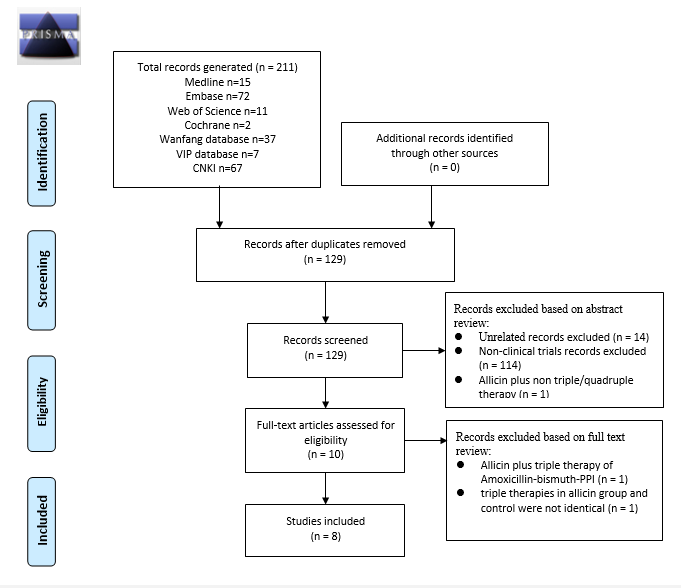 PRISMA
Total records generated (n = 211)
Medline n=15
Embase n=72
Web of Science n=11
Cochrane n=2
Wanfang database n=37
VIP database n=7
CNKI n=67
Additional records identified
through other sources
(n = 0)
Identification
Records after duplicates removed
(n = 129)
Screening
Records screened
(n = 129)
Records excluded based on abstract
review:
● Unrelated records excluded (n = 14)
● Non-clinical trials records excluded
(n = 114)
● Allicin plus non triple/quadruple
therapy (n = 1)
Eligibility
Full-text articles assessed for
eligibility
(n = 10)
Records excluded based on full text
review:
● Allicin plus triple therapy of
Amoxicillin-bismuth-PPI (n = 1)
● triple therapies in allicin group and
control were not identical (n = 1)
Included
Studies included
(n = 8)